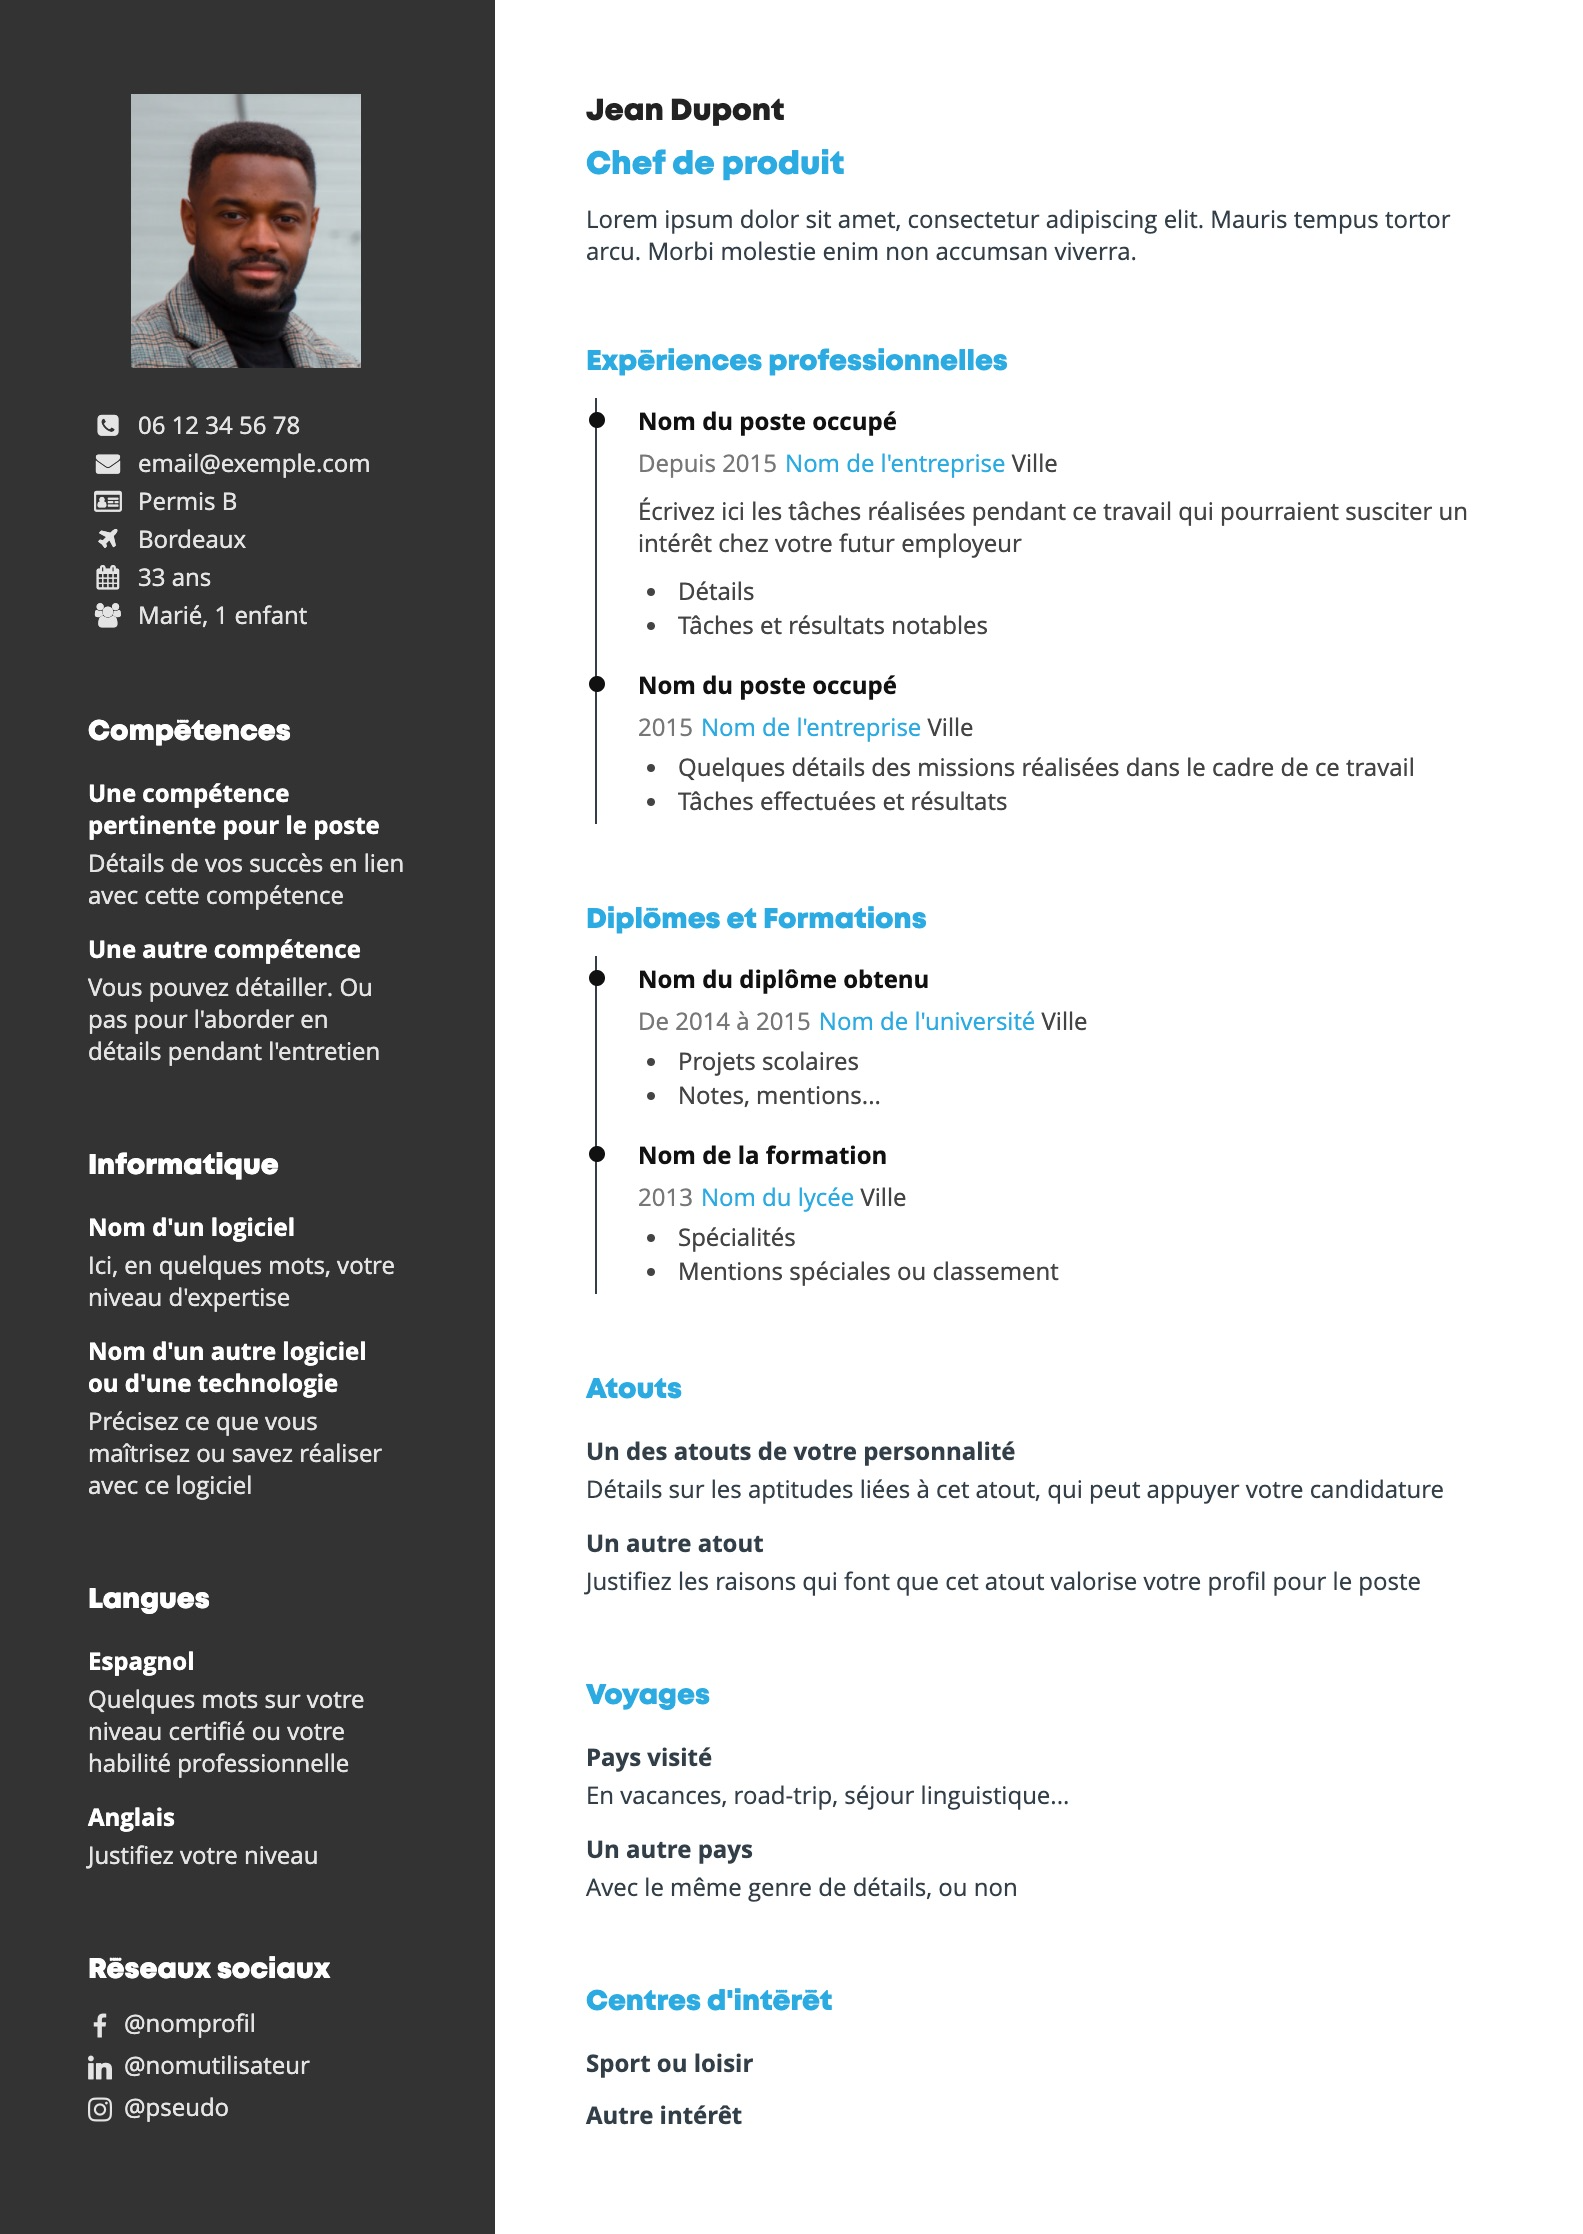 06 12 34 56 78
email@exemple.com
Permis B
Bordeaux
33 ans
Marié, 1 enfant
Compétences
Une compétence
pertinente pour le poste
Détails de vos succès en lien
avec cette compétence
Une autre compétence
Vous pouvez détailler. Ou
pas pour l'aborder en
détails pendant l'entretien
Informatique
Nom d'un logiciel
Ici, en quelques mots, votre
niveau d'expertise
Nom d'un autre logiciel
ou d'une technologie
Précisez ce que vous
maîtrisez ou savez réaliser
avec ce logiciel
Langues
Espagnol
Quelques mots sur votre
niveau certifié ou votre
habilité professionnelle
Anglais
Justifiez votre niveau
Réseaux sociaux
@nomprofil
@nomutilisateur
@pseudo
Jean Dupont
Chef de produit
Lorem ipsum dolor sit amet, consectetur adipiscing elit. Mauris tempus tortor
arcu. Morbi molestie enim non accumsan viverra.
Expériences professionnelles
Nom du poste occupé
Depuis 2015 Nom de l'entreprise Ville
Écrivez ici les tâches réalisées pendant ce travail qui pourraient susciter un
intérêt chez votre futur employeur
• Détails
• Tâches et résultats notables
Nom du poste occupé
2015 Nom de l'entreprise Ville
• Quelques détails des missions réalisées dans le cadre de ce travail
• Tâches effectuées et résultats
Diplômes et Formations
Nom du diplôme obtenu
De 2014 à 2015 Nom de l'université Ville
• Projets scolaires
• Notes, mentions...
Nom de la formation
2013 Nom du lycée Ville
• Spécialités
• Mentions spéciales ou classement
Atouts
Un des atouts de votre personnalité
Détails sur les aptitudes liées à cet atout, qui peut appuyer votre candidature
Un autre atout
Justifiez les raisons qui font que cet atout valorise votre profil pour le poste
Voyages
Pays visité
En vacances, road-trip, séjour linguistique...
Un autre pays
Avec le même genre de détails, ou non
Centres d'intérêt
Sport ou loisir
Autre intérêt